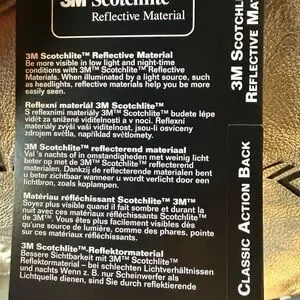 3M Scotchlite™
Reflective Material
3M Scotchlite™ Reflective Material
Be more visible in low light and night-time
conditions with 3M™ Scotchlite™ Reflective
Materials. When illuminated by a light source, such
as headlights, reflective materials help you be more
easily seen.
Reflexní materiál 3M Scotchlite™
S reflexními materiály 3M™ Scotchlite™ budete lépe
vidět za snížené viditelnosti a v noci. Reflexní
materiály zvýší vaši viditelnost, jsou-li osvíceny
zdrojem světla, například světlomety.
3M Scotchlite™ reflecterend materiaal
Val 's nachts of in omstandigheden met weinig licht
beter op met de 3M™ Scotchlite™ reflecterend
materialen. Dankzij de reflecterende materialen bent
u beter zichtbaar wanneer u wordt verlicht door een
lichtbron, zoals koplampen.
Matériau réfléchissant Scotchlite™ 3M™
Soyez plus visible quand il fait sombre et durant la
nuit avec ces matériaux réfléchissants Scotchlite™
de 3M™. Vous êtes plus facilement visibles dès
qu'une source de lumière, comme des phares, pointe
sur ces matériaux réfléchissants.
3M Scotchlite™-Reflektormaterial
Bessere Sichtbarkeit mit 3M™ Scotchlite™
Reflektormaterial – bei schlechten Lichtverhältnissen
und nachts Wenn z. B. nur Scheinwerfer als
Lichtquelle dienen, sind Sie durch reflektierende
3M SCOTCHL
REFLECTIVE MA
CLASSIC ACTION BACK